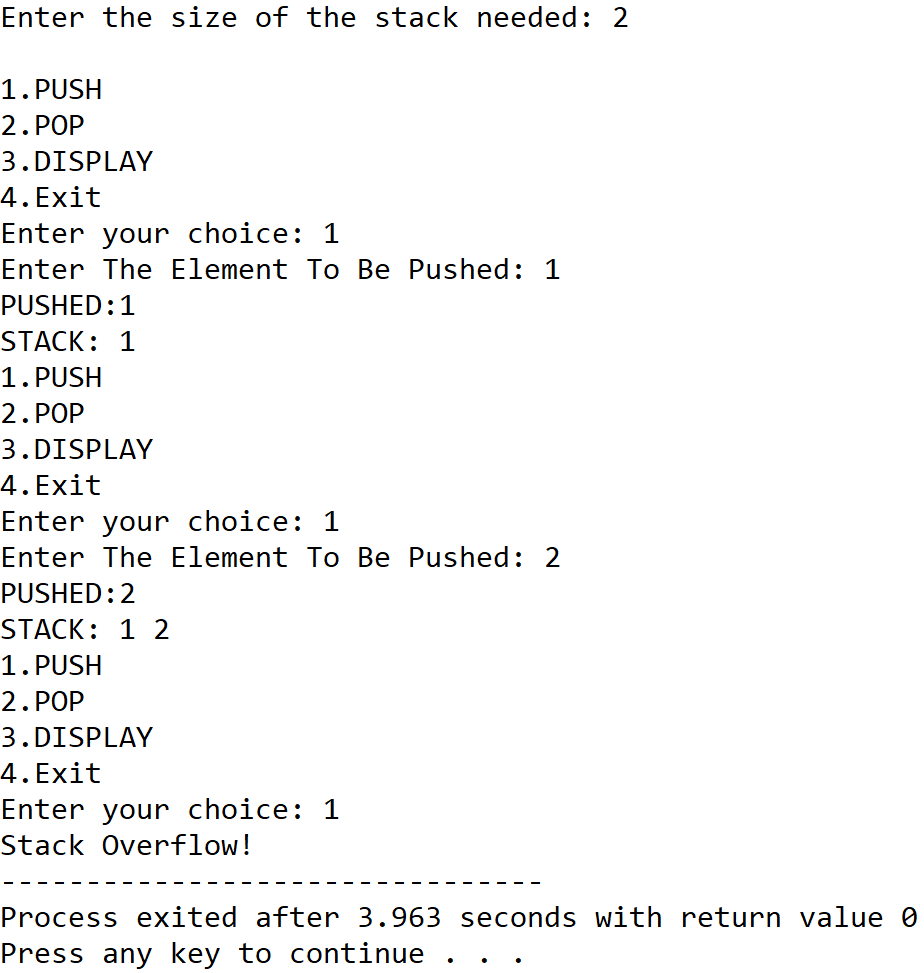 Enter the size of the stack needed: 2

1.PUSH
2.POP
3.DISPLAY
4.Exit
Enter your choice: 1
Enter The Element To Be Pushed: 1
PUSHED:1
STACK: 1
1.PUSH
2.POP
3.DISPLAY
4.Exit
Enter your choice: 1
Enter The Element To Be Pushed: 2
PUSHED:2
STACK: 1 2
1.PUSH
2.POP
3.DISPLAY
4.Exit
Enter your choice: 1
Stack Overflow!
--------------------------------
Process exited after 3.963 seconds with return value 0
Press any key to continue . . .